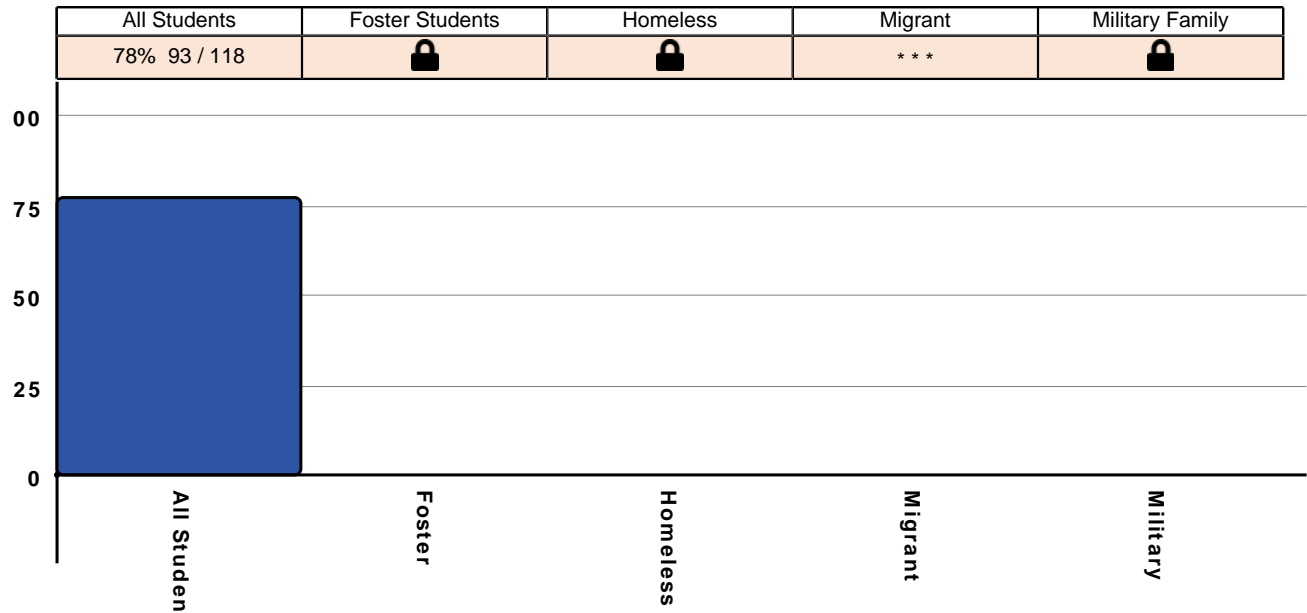 All Students Foster Students Homeless Migrant Military Family
78% 93 / 118 * * *
00
75
50
25
0
All Studen
Foster
Homeless
Migrant
Military